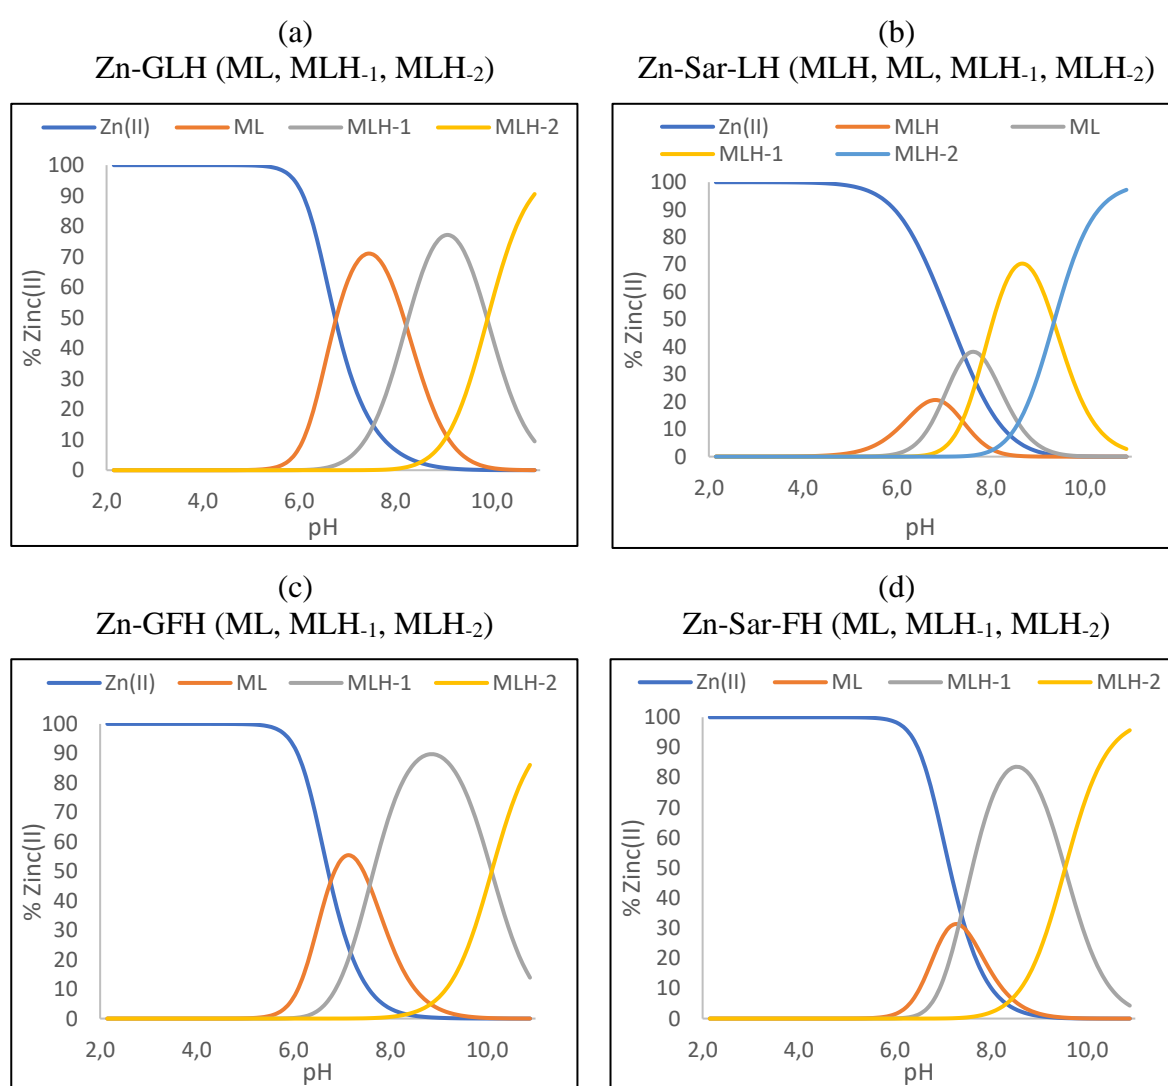 (a)
Zn-GLH (ML, MLH-1, MLH-2)
Zn(II) ML MLH-1 MLH-2
100
90
80
70
60
50
40
30
20
10
0
% Zinc(II)
2,0 4,0 6,0 8,0 10,0
pH
(b)
Zn-Sar-LH (MLH, ML, MLH-1, MLH-2)
Zn(II) MLH ML
MLH-1 MLH-2
100
90
80
70
60
50
40
30
20
10
0
% Zinc(II)
2,0 4,0 6,0 8,0 10,0
pH
(c)
Zn-GFH (ML, MLH-1, MLH-2)
Zn(II) ML MLH-1 MLH-2
100
90
80
70
60
50
40
30
20
10
0
% Zinc(II)
2,0 4,0 6,0 8,0 10,0
pH
(d)
Zn-Sar-FH (ML, MLH-1, MLH-2)
Zn(II) ML MLH-1 MLH-2
100
90
80
70
60
50
40
30
20
10
0
% Zinc(II)
2,0 4,0 6,0 8,0 10,0
pH